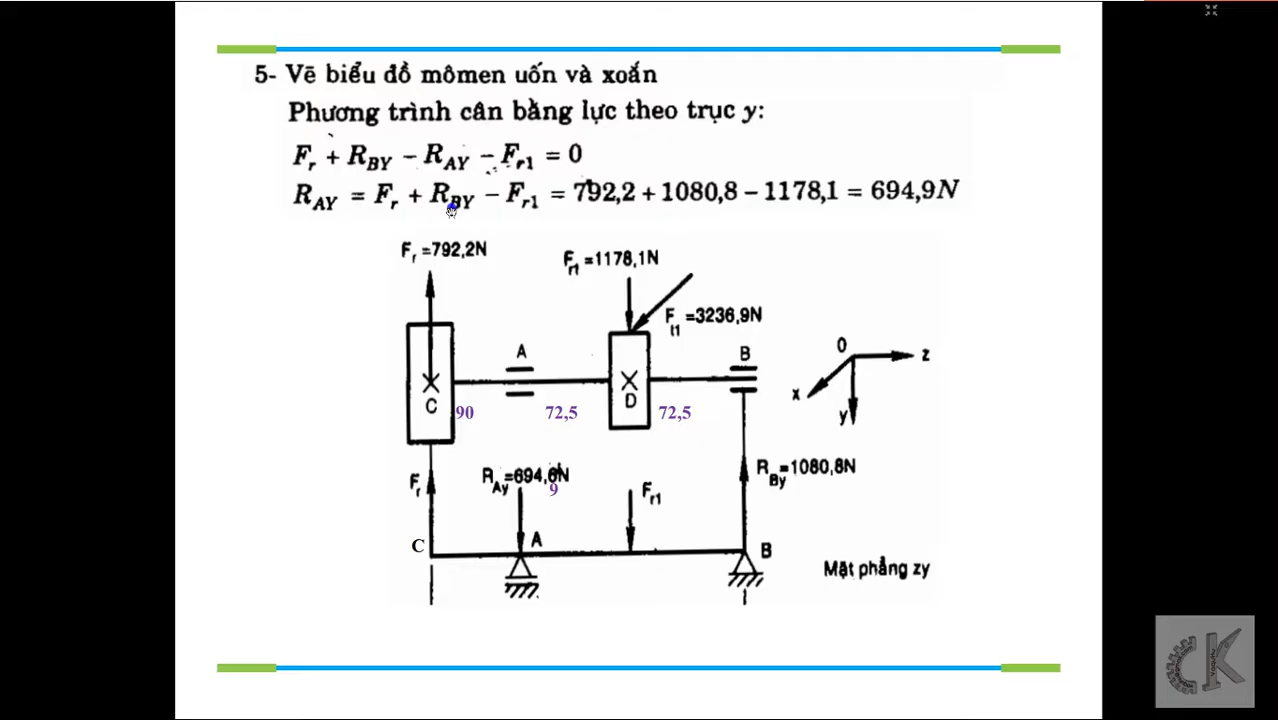 5- Vẽ biểu đồ mômen uốn và xoắn
Phương trình cân bằng lực theo trục y:
Fr + RBY − RAY − Fr1 = 0
RAY = Fr + RBY − Fr1 = 792,2 + 1080,8 − 1178,1 = 694,9N
Fr =792,2N
Fr1 =1178,1N
Ft1 =3236,9N
A
B
O
z
x
y
C
D
90
72,5
72,5
RBy=1080,8N
RAy=694,6N
9
Fr
Fr1
C
A
B
Mặt phẳng zy
CK